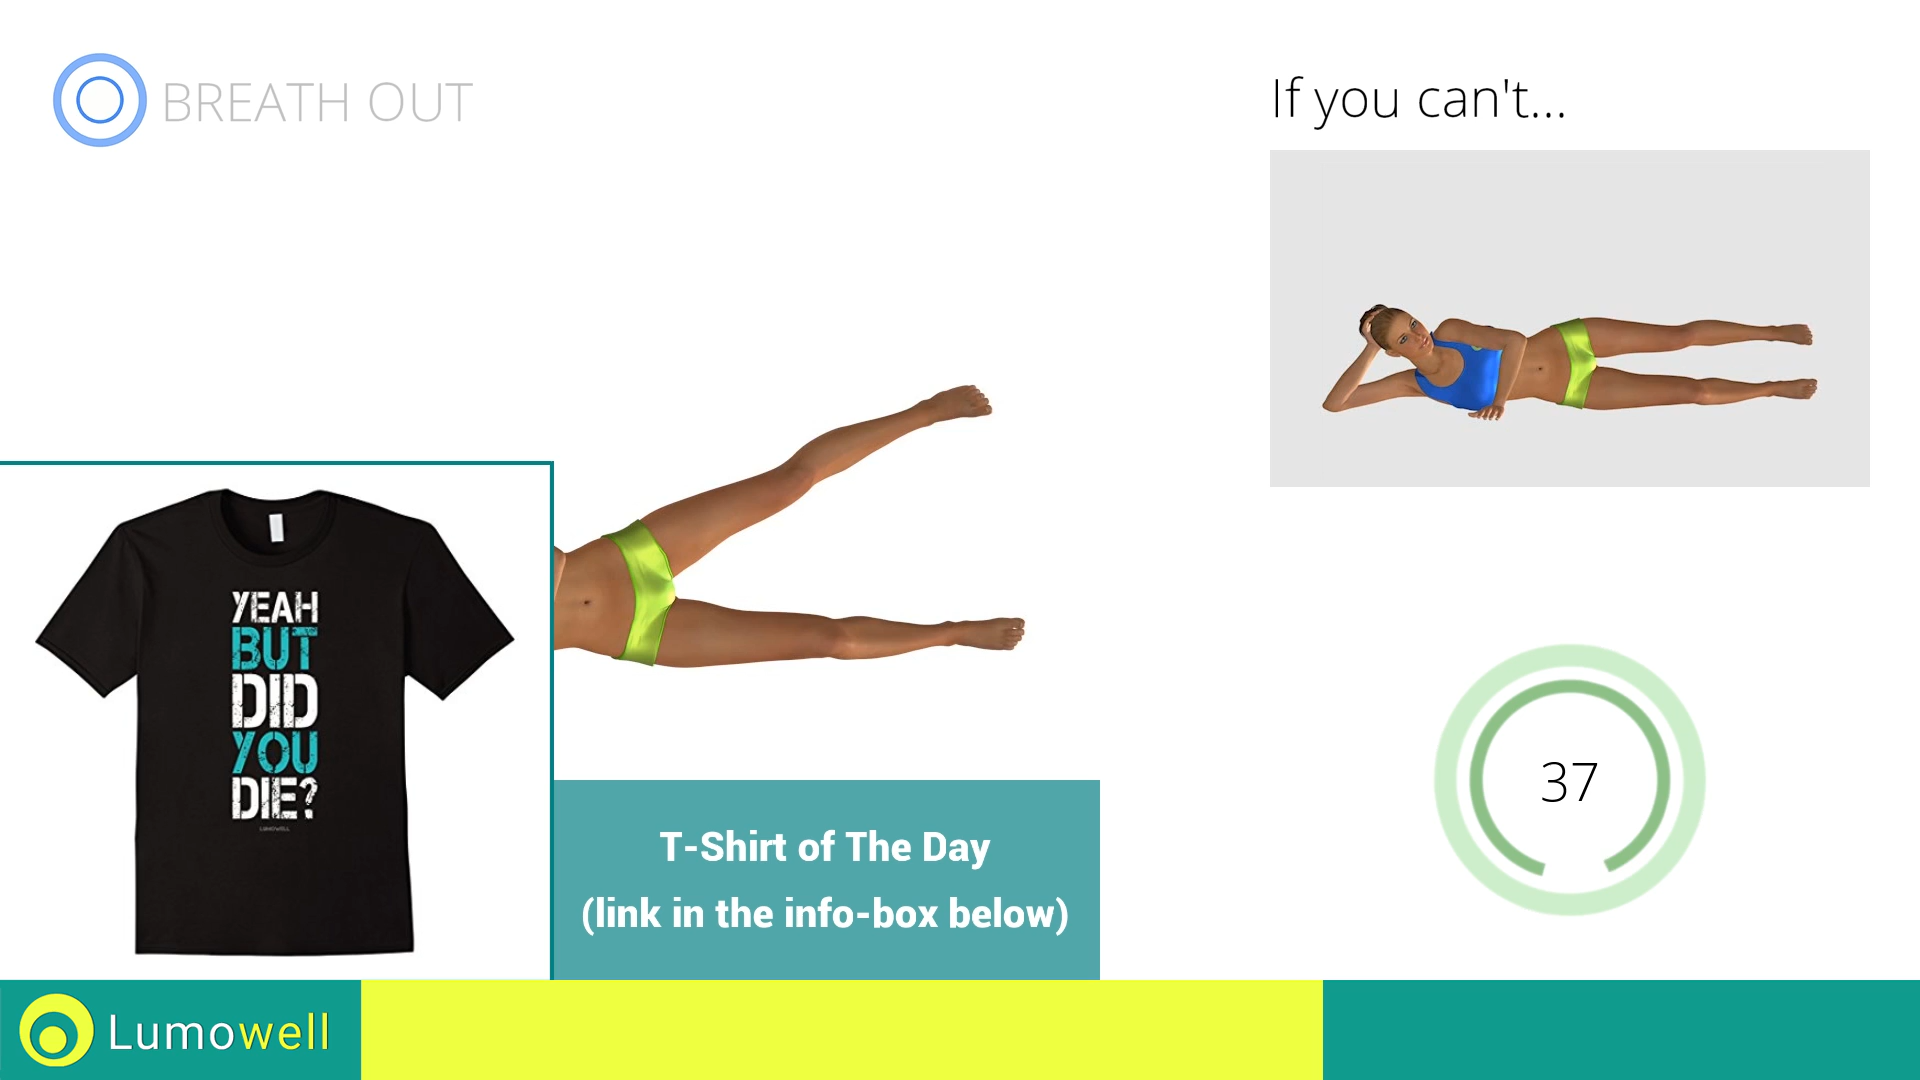 BREATH OUT
If you can't...
YEAH
BUT
DID
YOU
DIE?
LUMOWELL
37
T-Shirt of The Day
(link in the info-box below)
Lumowell